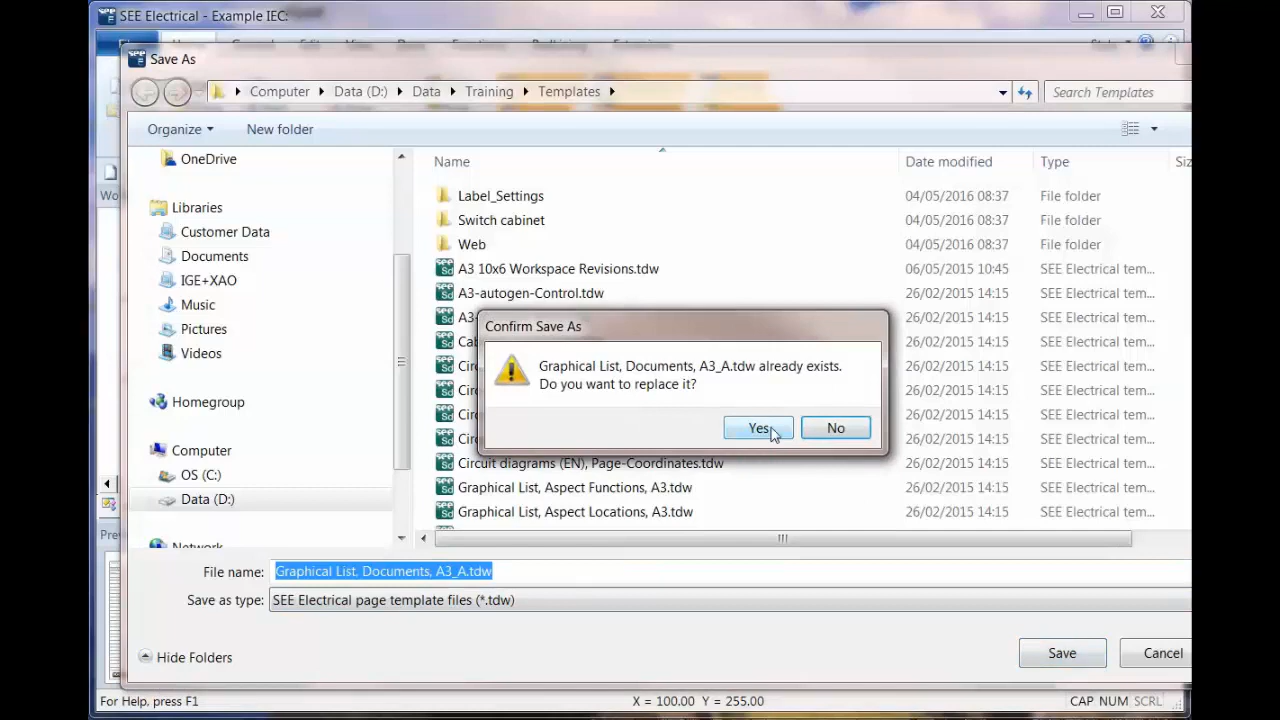 SEE Electrical - Example IEC:
Save As
Computer Data (D:) Data Training Templates
Search Templates
Organize New folder
OneDrive
Libraries
Customer Data
Documents
IGE+XAO
Music
Pictures
Videos
Homegroup
Computer
OS (C:)
Data (D:)
Network
Name Date modified Type Siz
Label_Settings 04/05/2016 08:37 File folder
Switch cabinet 04/05/2016 08:37 File folder
Web 04/05/2016 08:37 File folder
A3 10x6 Workspace Revisions.tdw 06/05/2015 10:45 SEE Electrical tem...
A3-autogen-Control.tdw 26/02/2015 14:15 SEE Electrical tem...
A3- 26/02/2015 14:15 SEE Electrical tem...
Cab 26/02/2015 14:15 SEE Electrical tem...
Circ 26/02/2015 14:15 SEE Electrical tem...
Circ 26/02/2015 14:15 SEE Electrical tem...
Circ 26/02/2015 14:15 SEE Electrical tem...
Circ 26/02/2015 14:15 SEE Electrical tem...
Circuit diagrams (EN), Page-Coordinates.tdw 26/02/2015 14:15 SEE Electrical tem...
Graphical List, Aspect Functions, A3.tdw 26/02/2015 14:15 SEE Electrical tem...
Graphical List, Aspect Locations, A3.tdw 26/02/2015 14:15 SEE Electrical tem...
Confirm Save As
Graphical List, Documents, A3_A.tdw already exists.
Do you want to replace it?
Yes No
Wo
Pre
File name: Graphical List, Documents, A3_A.tdw
Save as type: SEE Electrical page template files (*.tdw)
Hide Folders
Save Cancel
For Help, press F1 X = 100.00 Y = 255.00 CAP NUM SCRL